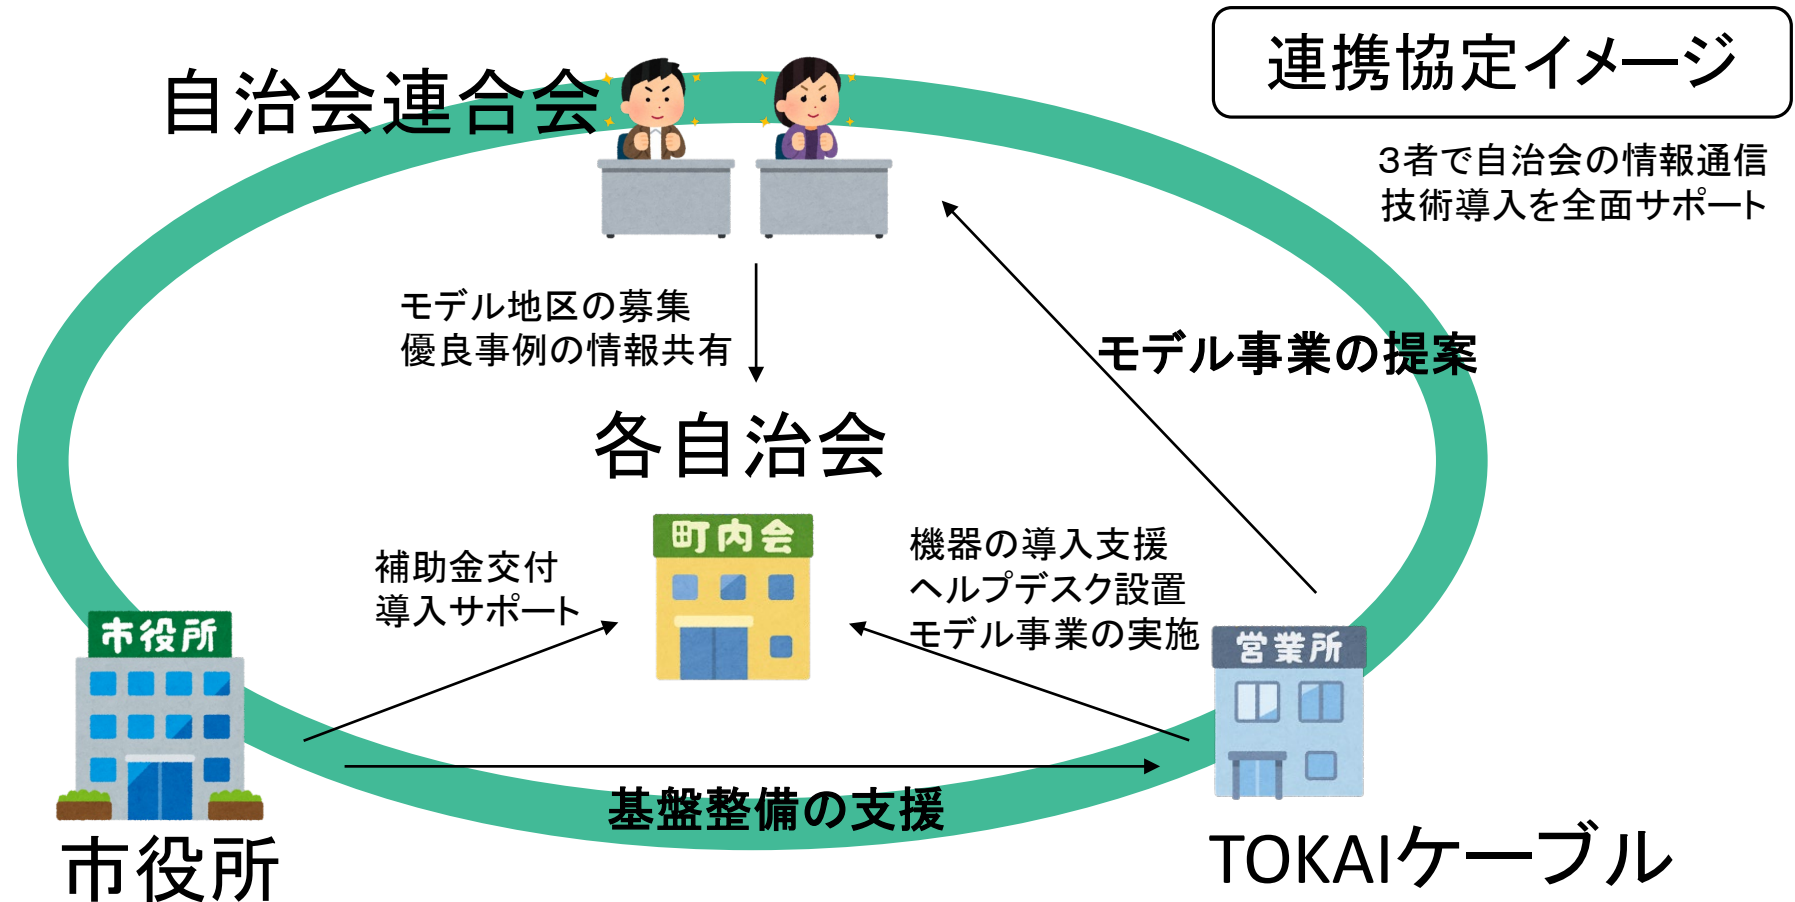 連携協定イメージ
3者で自治会の情報通信
技術導入を全面サポート
自治会連合会
モデル地区の募集
優良事例の情報共有
モデル事業の提案
各自治会
町内会
補助金交付
導入サポート
機器の導入支援
ヘルプデスク設置
モデル事業の実施
市役所
営業所
基盤整備の支援
市役所
TOKAIケーブル